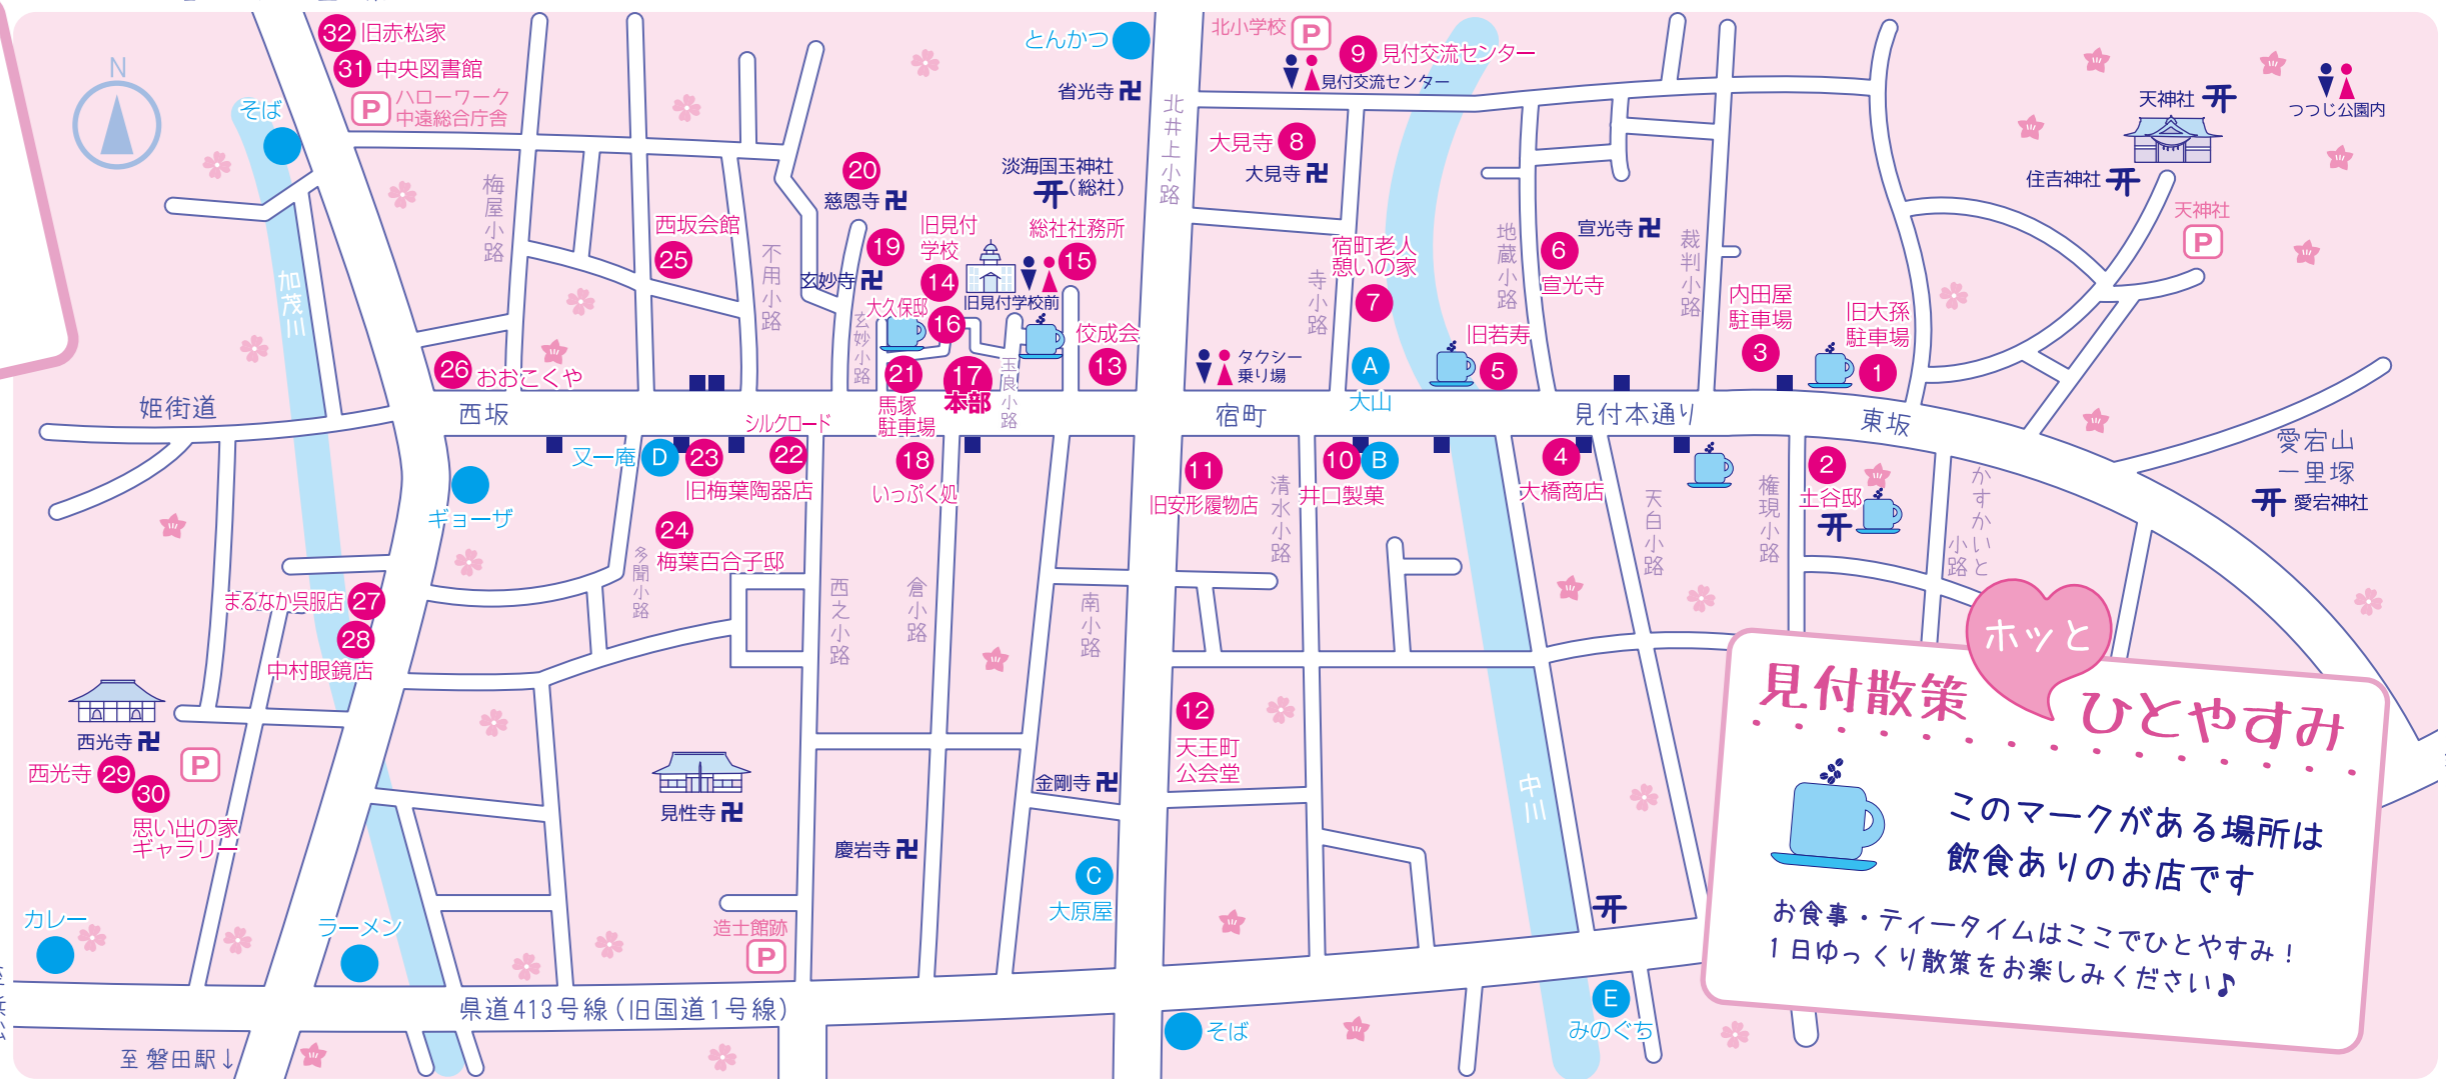 32 旧赤松家
31 中央図書館
P ハローワーク
中遠総合庁舎
N
そば
とんかつ
省光寺
北井上小路
北小学校 P
9 見付交流センター
見付交流センター
大見寺 8
大見寺
天神社
つつじ公園内
住吉神社
天神社
P
梅屋小路
20
慈恩寺
淡海国玉神社
(総社)
西坂会館
25
不用小路
19
玄妙寺
旧見付
学校
14
総社社務所
15
旧見付学校前
大久保邸
16
玄妙小路
玉良小路
佼成会
13
宿町老人
憩いの家
7
寺小路
地蔵小路
宣光寺
6
宣光寺
裁判小路
内田屋
駐車場
3
旧大孫
駐車場
1
旧若寿
5
加茂川
26 おおこくや
タクシー
乗り場
A
大山
21
馬塚
駐車場
17
本部
姫街道
西坂
宿町
見付本通り
東坂
愛宕山
一里塚
愛宕神社
シルクロード
22
又一庵 D 23
旧梅葉陶器店
18
いっぷく処
11
旧安形履物店
清水小路
10 B
井口製菓
4
大橋商店
天白小路
権現小路
2
土谷邸
かすかいと
小路
ギョーザ
24
梅葉百合子邸
多聞小路
西之小路
倉小路
南小路
まるなか呉服店 27
28
中村眼鏡店
西光寺
西光寺 29
P
30
思い出の家
ギャラリー
見性寺
慶岩寺
金剛寺
12
天王町
公会堂
中川
C
大原屋
カレー
ラーメン
造士館跡
P
県道413号線(旧国道1号線)
至 磐田駅↓
そば
E
みのぐち
ホッと
見付散策
ひとやすみ
このマークがある場所は
飲食ありのお店です
お食事・ティータイムはここでひとやすみ!
1日ゆっくり散策をお楽しみください♪